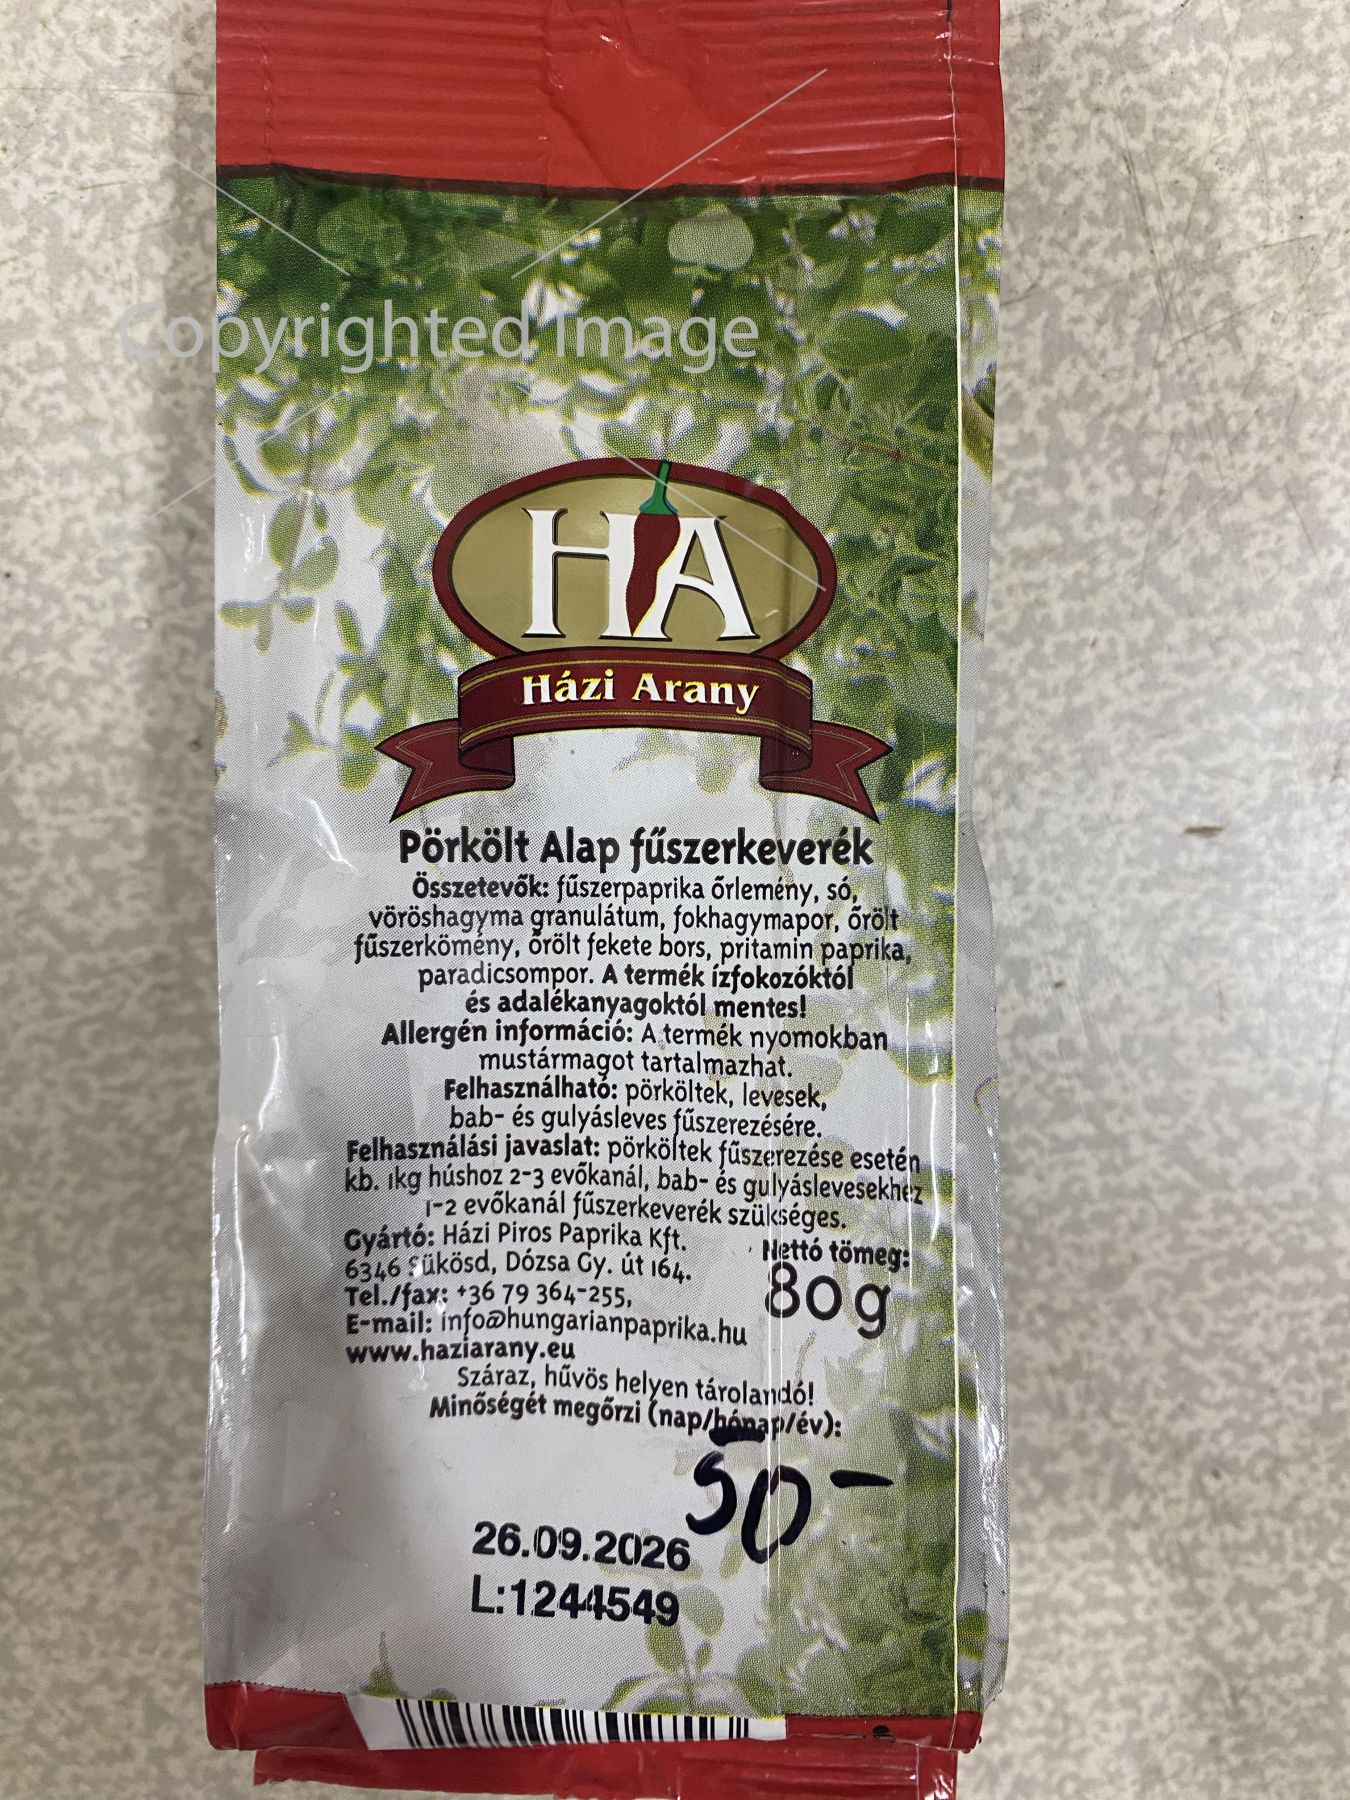 Copyrighted Image
HA
Házi Arany
Pörkölt Alap fűszerkeverék
Összetevők: fűszerpaprika őrlemény, só,
vöröshagyma granulátum, fokhagymapor, őrölt
fűszerkömény, őrölt fekete bors, pritamin paprika,
paradicsompor. A termék ízfokozóktól
és adalékanyagoktól mentes!
Allergén információ: A termék nyomokban
mustármagot tartalmazhat.
Felhasználható: pörköltek, levesek,
bab- és gulyásleves fűszerezésére.
Felhasználási javaslat: pörköltek fűszerezése esetén
kb. 1kg húshoz 2-3 evőkanál, bab- és gulyáslevesekhez
1-2 evőkanál fűszerkeverék szükséges.
Gyártó: Házi Piros Paprika Kft.
6346 Sükösd, Dózsa Gy. út 164.
Tel./fax: +36 79 364-255,
E-mail: info@hungarianpaprika.hu
www.haziarany.eu
Nettó tömeg:
80 g
Száraz, hűvös helyen tárolandó!
Minőségét megőrzi (nap/hónap/év):
50-
26.09.2026
L:1244549